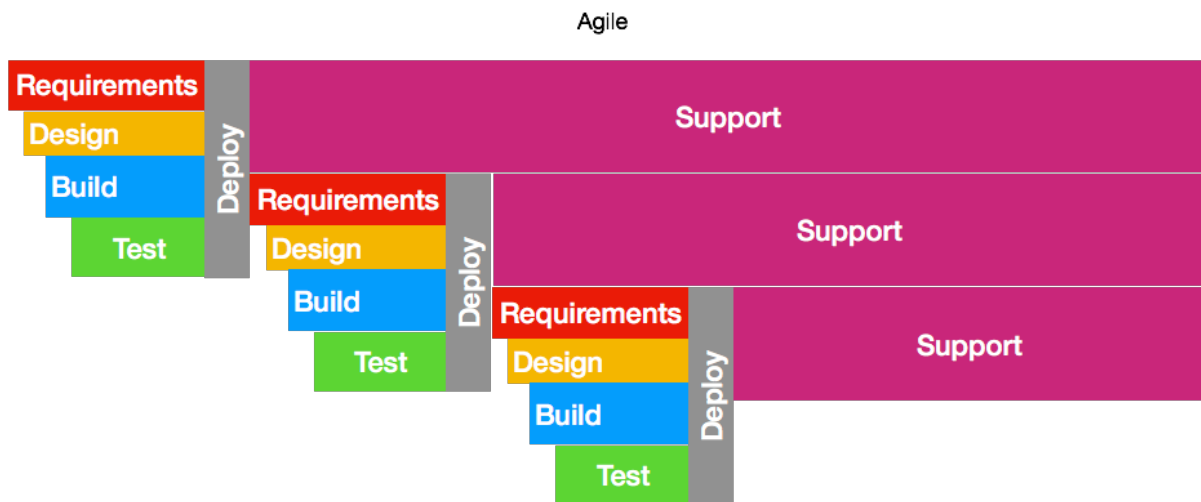 Agile
Requirements
Design
Build
Test
Deploy
Support
Requirements
Design
Build
Test
Deploy
Support
Requirements
Design
Build
Test
Deploy
Support